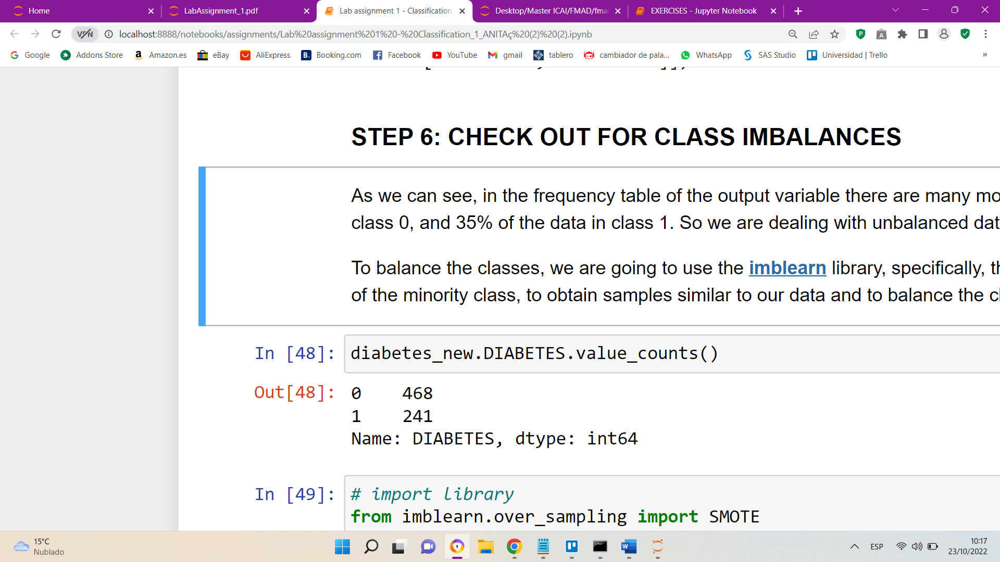 Home
LabAssignment_1.pdf
Lab assignment 1 - Classification_
Desktop/Master ICAI/FMAD/fmad
EXERCISES - Jupyter Notebook
VPN
localhost:8888/notebooks/assignments/Lab%20assignment%201%20-%20Classification_1_ANITAç%20(2)%20(2).ipynb
Google
Addons Store
Amazon.es
eBay
AliExpress
Booking.com
Facebook
YouTube
gmail
tablero
cambiador de pala...
WhatsApp
SAS Studio
Universidad | Trello
»
STEP 6: CHECK OUT FOR CLASS IMBALANCES
As we can see, in the frequency table of the output variable there are many mo
class 0, and 35% of the data in class 1. So we are dealing with unbalanced dat
To balance the classes, we are going to use the imblearn library, specifically, th
of the minority class, to obtain samples similar to our data and to balance the cl
In [48]: diabetes_new.DIABETES.value_counts()
Out[48]: 0 468
1 241
Name: DIABETES, dtype: int64
In [49]: # import library
from imblearn.over_sampling import SMOTE
15°C
Nublado
ESP
10:17
23/10/2022